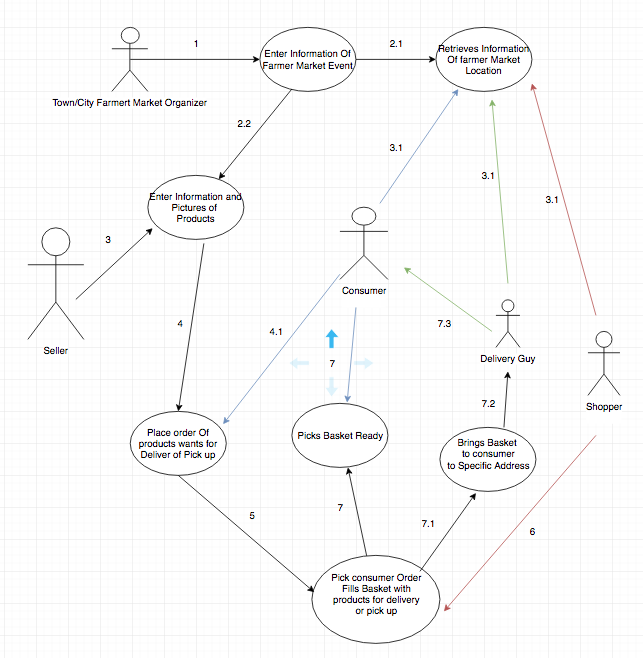 1
Enter Information Of
Farmer Market Event
2.1
Retrieves Information
Of farmer Market
Location
Town/City Farmert Market Organizer
2.2
3.1
3.1
3.1
Enter Information and
Pictures of
Products
3
Seller
Consumer
4
4.1
7
7.3
Delivery Guy
Shopper
7.2
Place order Of
products wants for
Deliver of Pick up
Picks Basket Ready
Brings Basket
to consumer
to Specific Address
5
7
7.1
6
Pick consumer Order
Fills Basket with
products for delivery
or pick up